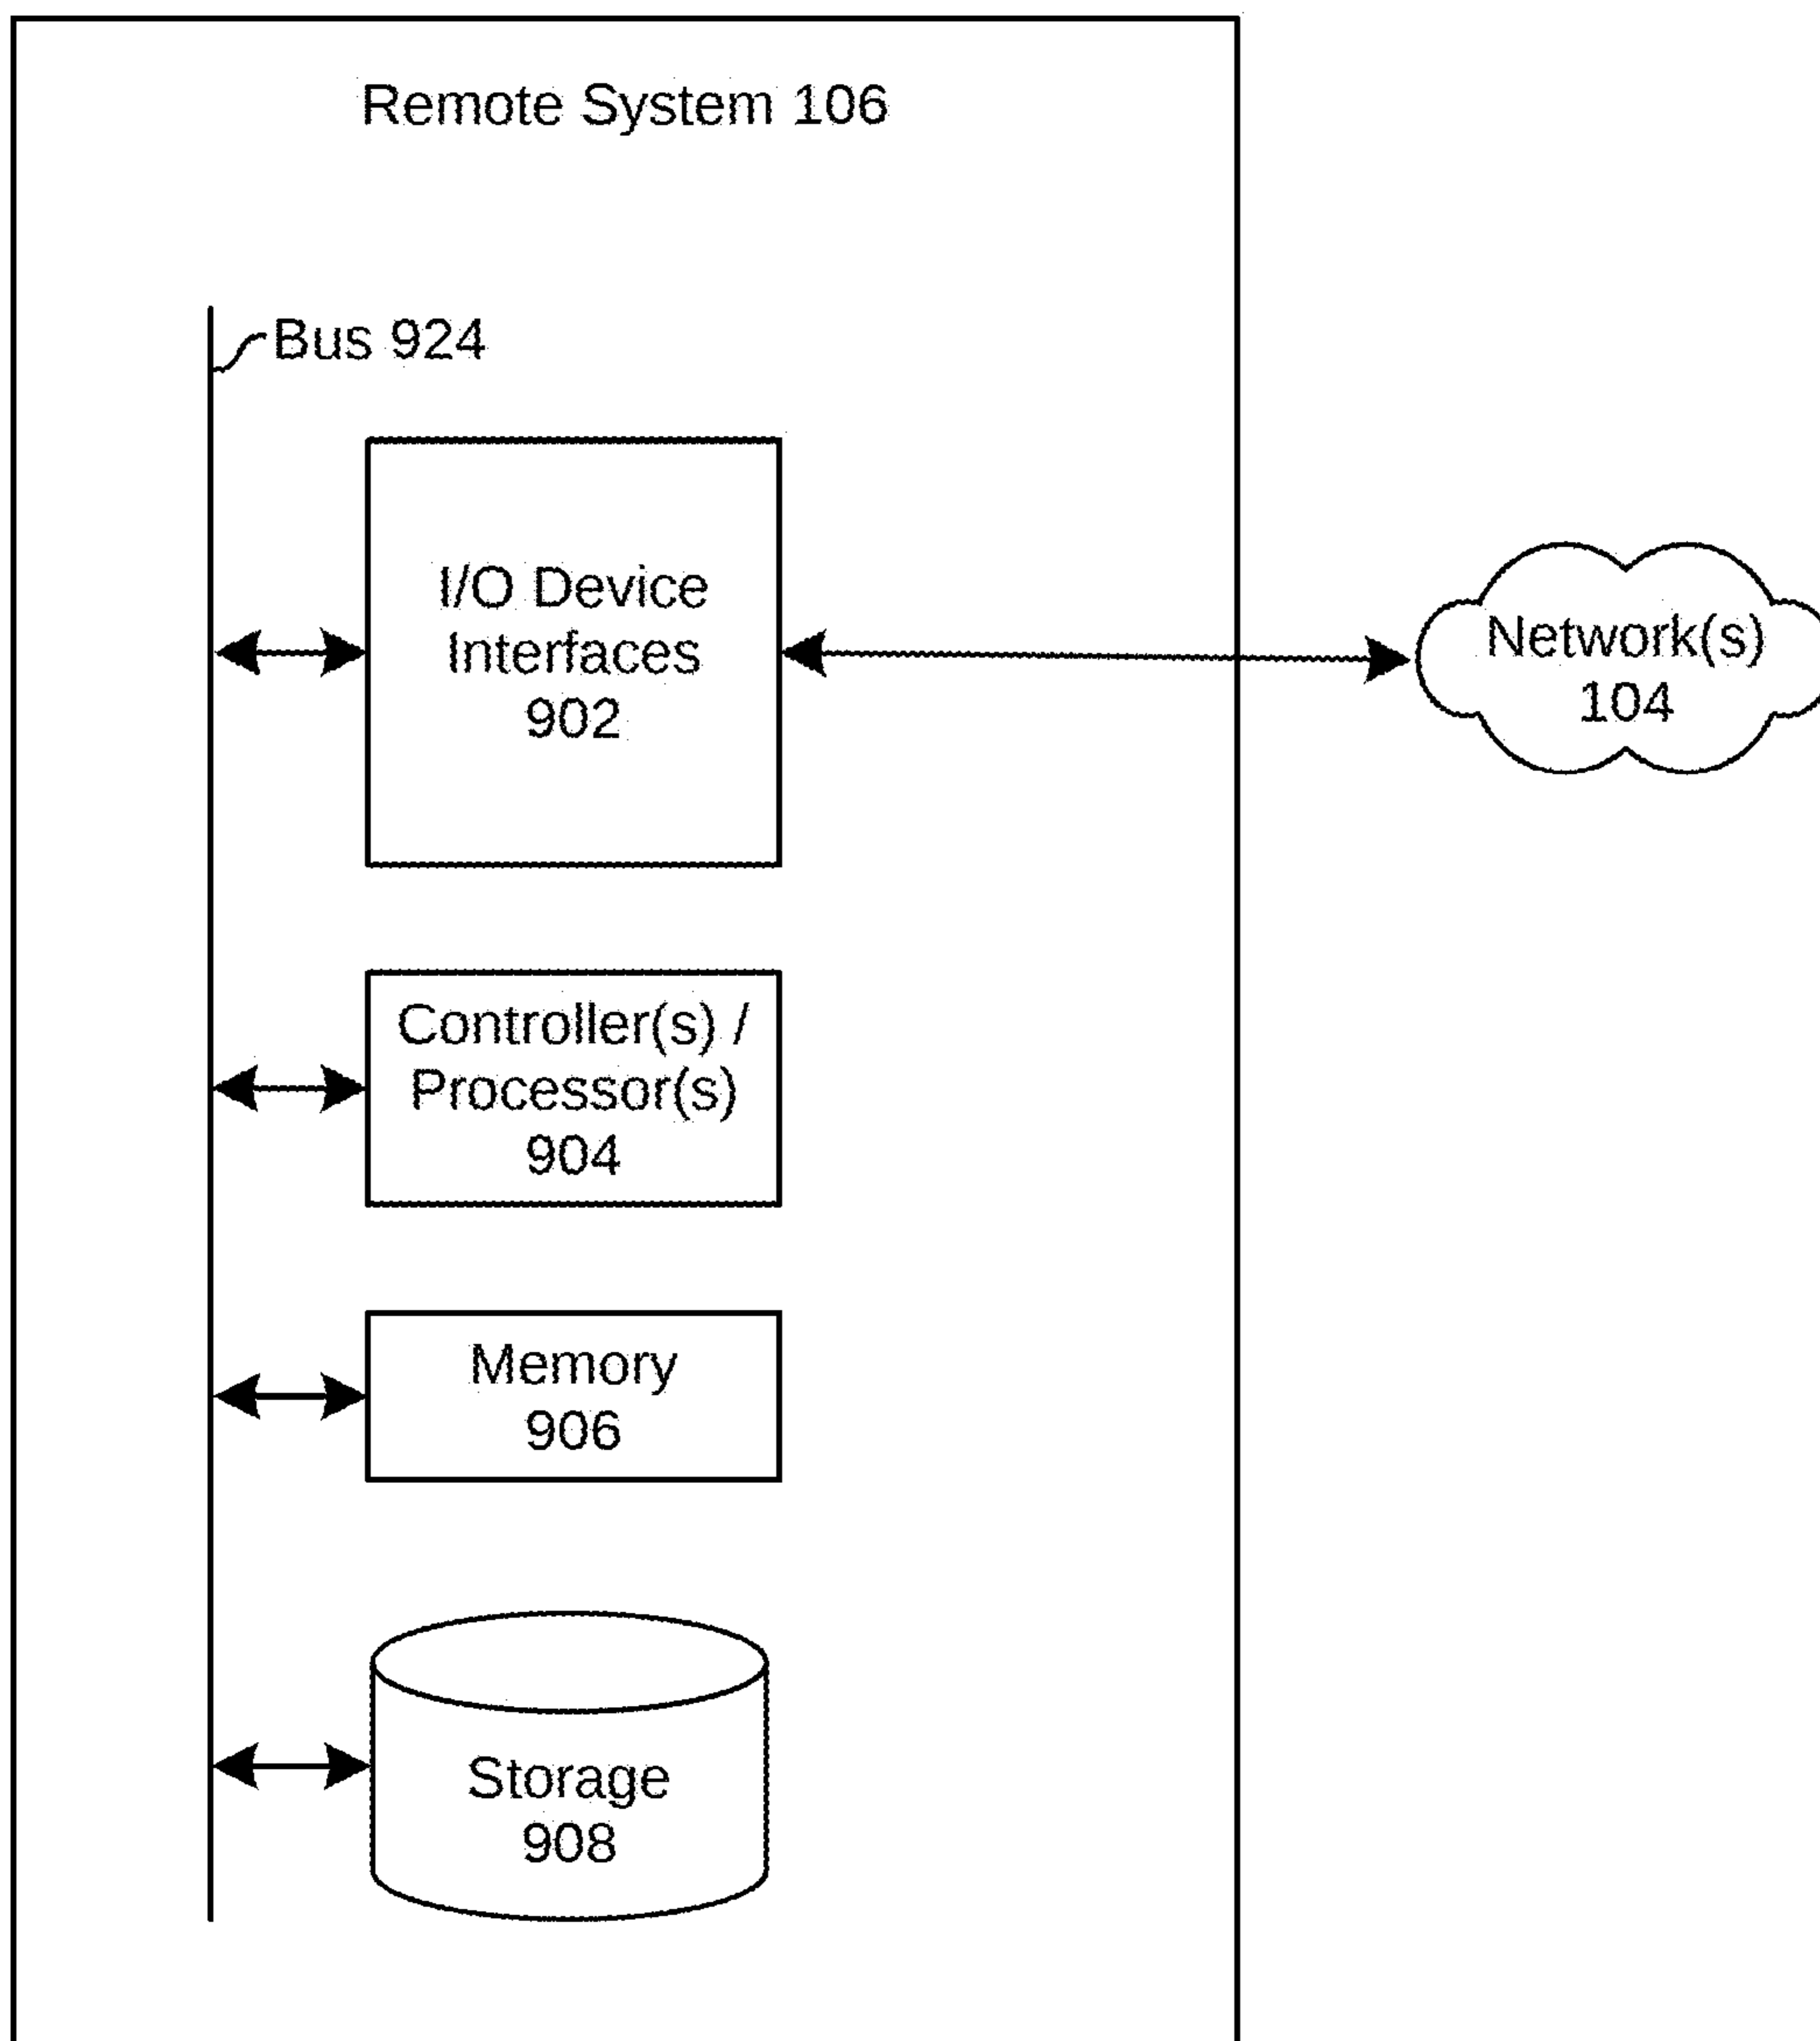 Remote System 106
Bus 924
I/O Device
Interfaces
902
Network(s)
104
Controller(s) /
Processor(s)
904
Memory
906
Storage
908